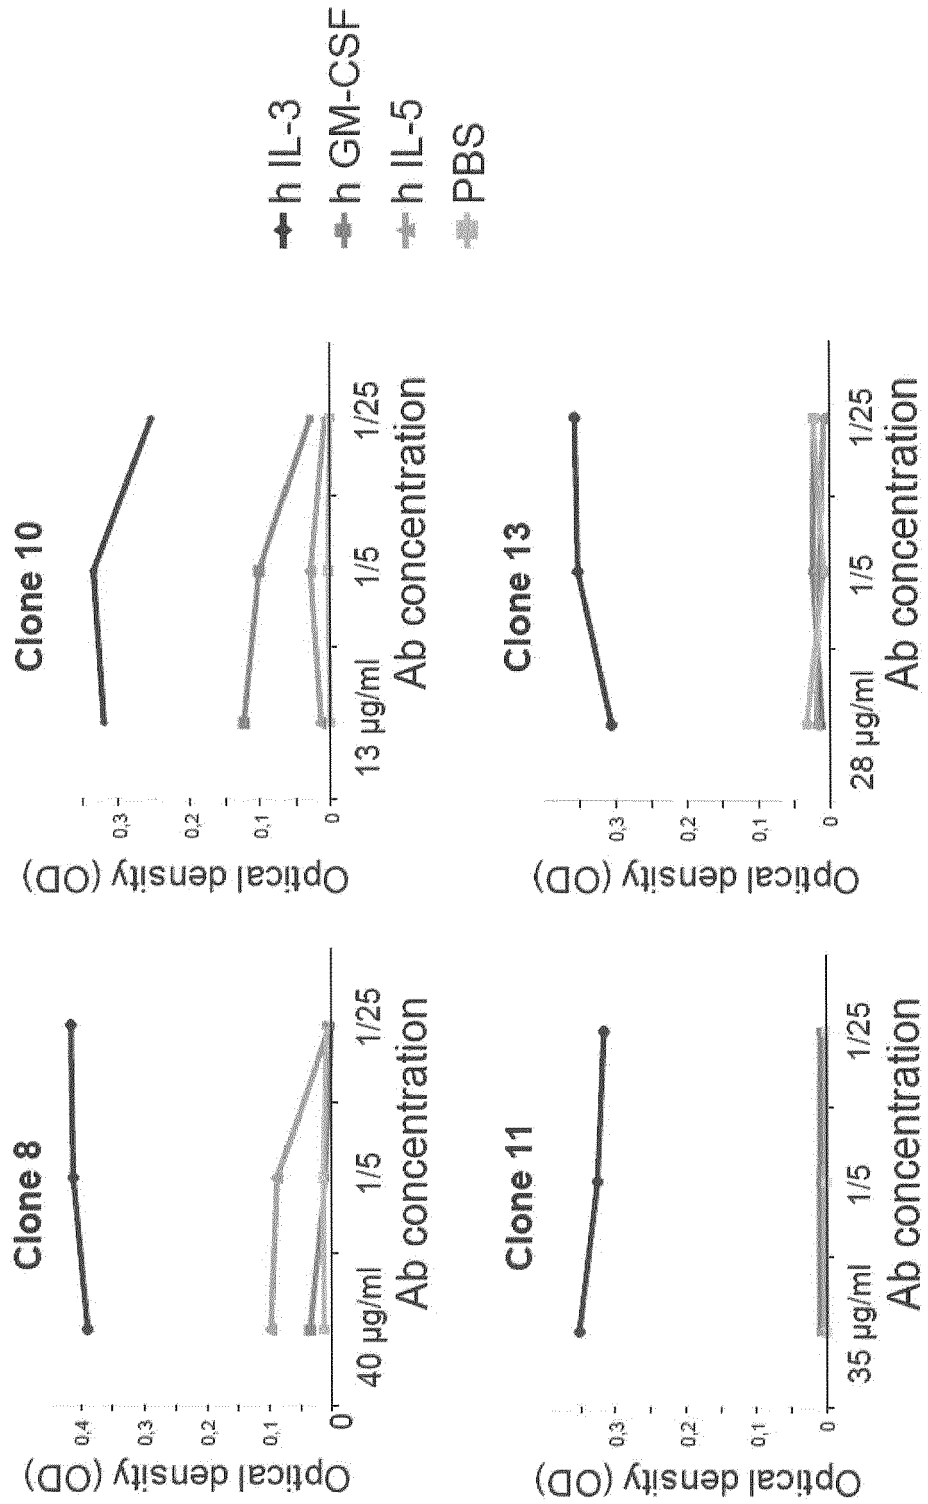 Clone 8
Optical density (OD)
0,4
0,3
0,2
0,1
0
40 µg/ml
1/5
1/25
Ab concentration
Clone 10
Optical density (OD)
0,3
0,2
0,1
0
13 µg/ml
1/5
1/25
Ab concentration
h IL-3
h GM-CSF
h IL-5
PBS
Clone 11
Optical density (OD)
0,3
0,2
0,1
0
35 µg/ml
1/5
1/25
Ab concentration
Clone 13
Optical density (OD)
0,3
0,2
0,1
0
28 µg/ml
1/5
1/25
Ab concentration